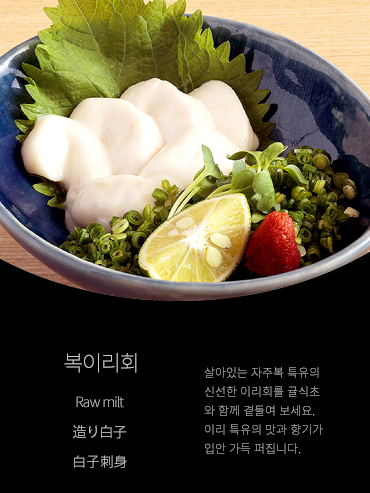 복이리회
Raw milt
造り白子
白子刺身
살아있는 자주복 특유의
신선한 이리회를 귤식초
와 함께 곁들여 보세요.
이리 특유의 맛과 향기가
입안 가득 퍼집니다.